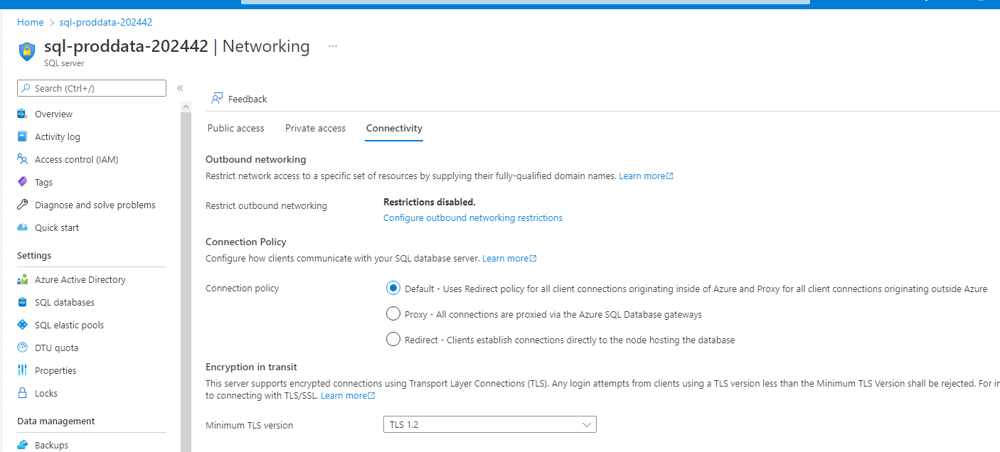 Home > sql-proddata-202442
sql-proddata-202442 | Networking ...
SQL server
Search (Ctrl+/) «
Overview
Activity log
Access control (IAM)
Tags
Diagnose and solve problems
Quick start
Settings
Azure Active Directory
SQL databases
SQL elastic pools
DTU quota
Properties
Locks
Data management
Backups
Feedback
Public access Private access Connectivity
Outbound networking
Restrict network access to a specific set of resources by supplying their fully-qualified domain names. Learn more
Restrict outbound networking Restrictions disabled.
Configure outbound networking restrictions
Connection Policy
Configure how clients communicate with your SQL database server. Learn more
Connection policy
Default - Uses Redirect policy for all client connections originating inside of Azure and Proxy for all client connections originating outside Azure
Proxy - All connections are proxied via the Azure SQL Database gateways
Redirect - Clients establish connections directly to the node hosting the database
Encryption in transit
This server supports encrypted connections using Transport Layer Connections (TLS). Any login attempts from clients using a TLS version less than the Minimum TLS Version shall be rejected. For
to connecting with TLS/SSL. Learn more
Minimum TLS version TLS 1.2